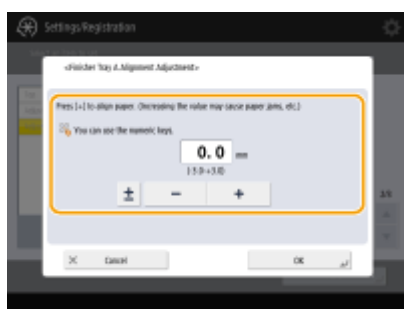 Settings/Registration
<Finisher Tray A Alignment Adjustment>
Press [+] to align paper. (Increasing the value may cause paper jams, etc.)
You can use the numeric keys.
0. 0 mm
(-3.0-+3.0)
± - +
Cancel
OK